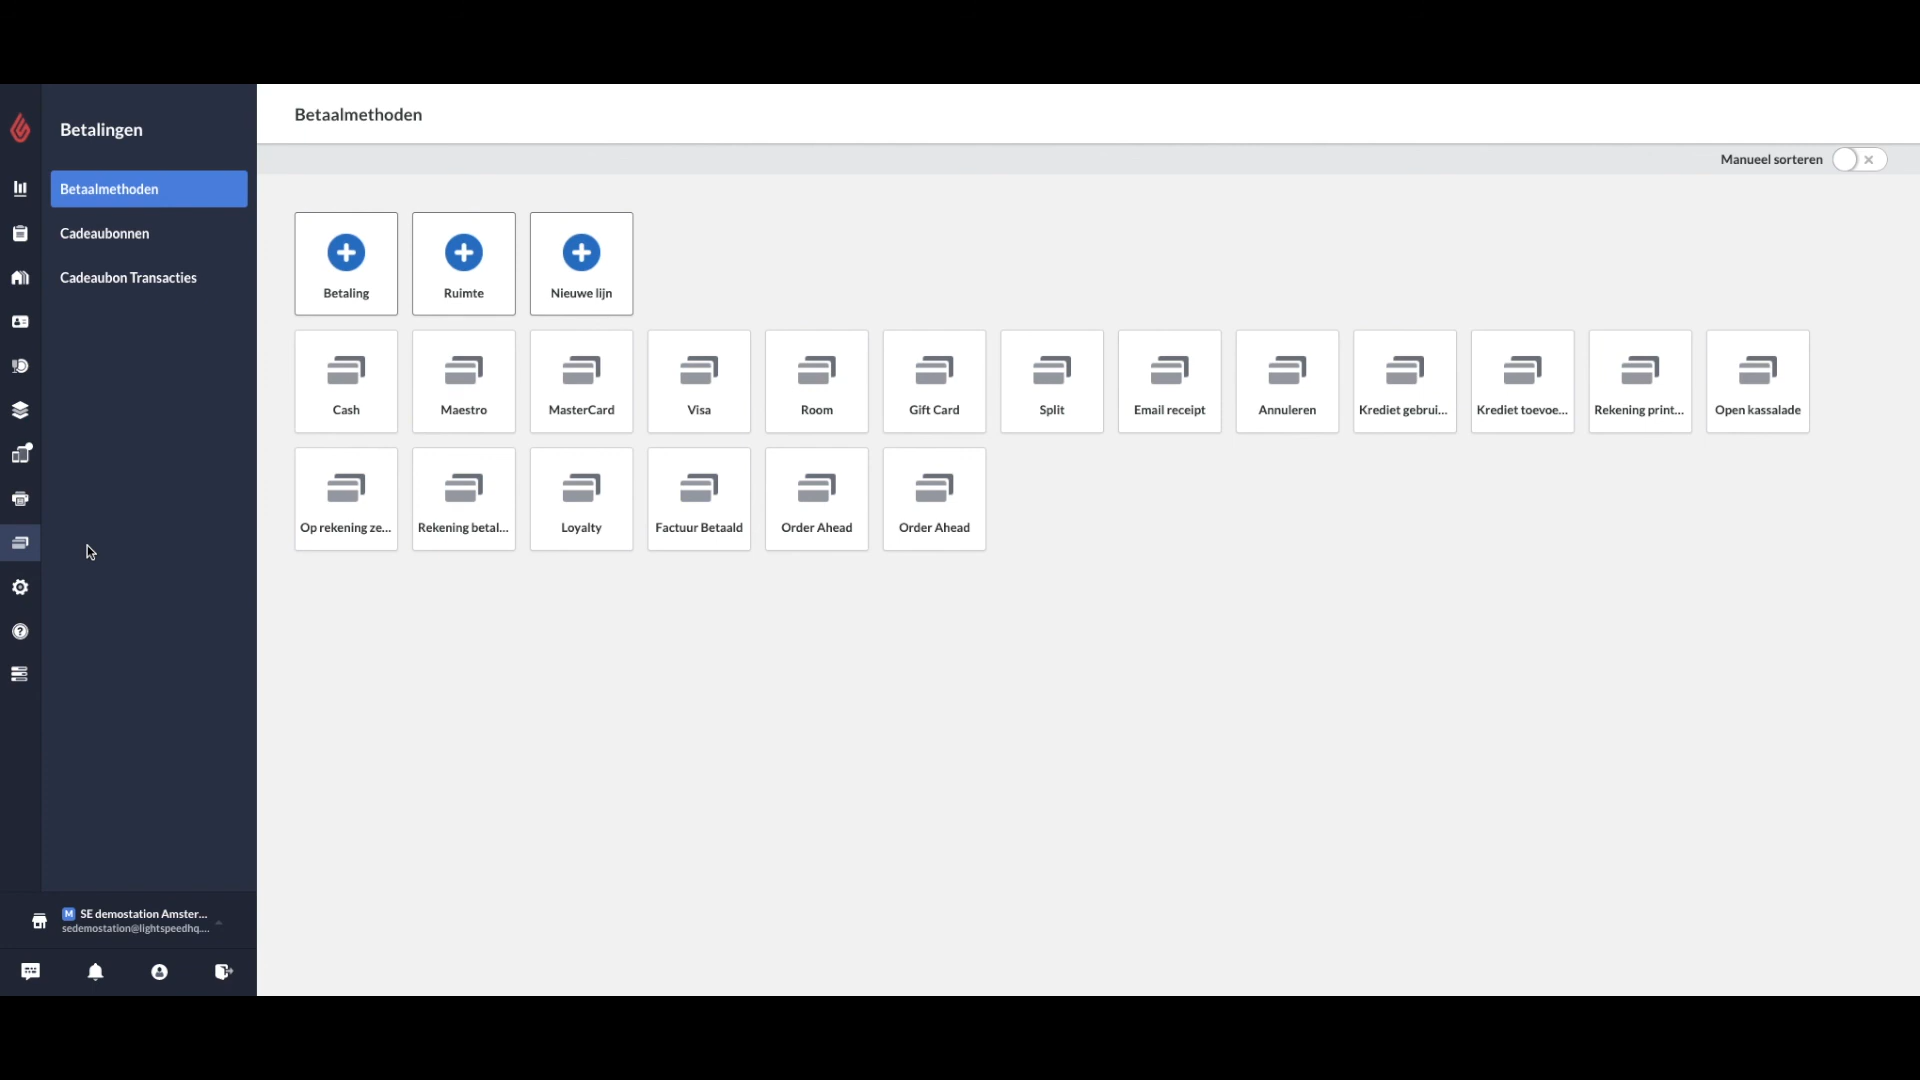 Betalingen
Betaalmethoden
Cadeaubonnen
Cadeaubon Transacties
M SE demostation Amster...
sedemostation@lightspeedhq....
Betaalmethoden
Manueel sorteren
Betaling Ruimte Nieuwe lijn
Cash Maestro MasterCard Visa Room Gift Card Split Email receipt Annuleren Krediet gebrui... Krediet toevoe... Rekening print... Open kassalade
Op rekening ze... Rekening betal... Loyalty Factuur Betaald Order Ahead Order Ahead